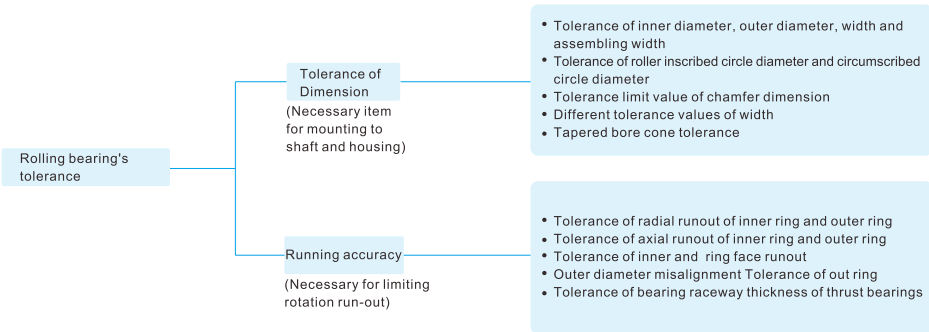 Rolling bearing's
tolerance
Tolerance of
Dimension
(Necessary item
for mounting to
shaft and housing)
• Tolerance of inner diameter, outer diameter, width and
assembling width
• Tolerance of roller inscribed circle diameter and circumscribed
circle diameter
• Tolerance limit value of chamfer dimension
• Different tolerance values of width
• Tapered bore cone tolerance
Running accuracy
(Necessary for limiting
rotation run-out)
• Tolerance of radial runout of inner ring and outer ring
• Tolerance of axial runout of inner ring and outer ring
• Tolerance of inner and ring face runout
• Outer diameter misalignment Tolerance of out ring
• Tolerance of bearing raceway thickness of thrust bearings